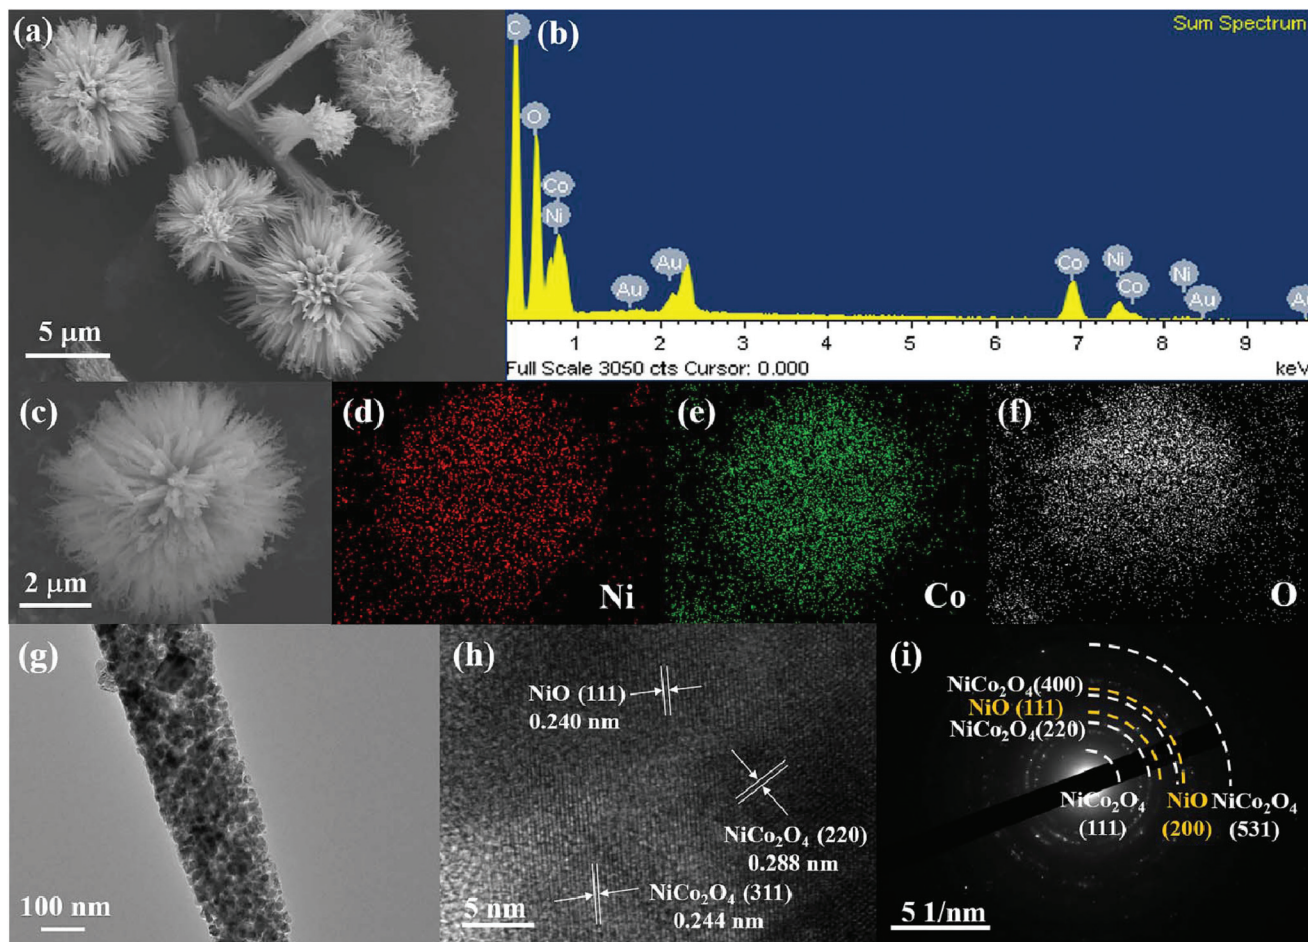 (a)
5 μm
(b)
Sum Spectrum
C
O
Co
Ni
Au
Au
Co
Ni
Co
Ni
Au
1 2 3 4 5 6 7 8 9
Full Scale 3050 cts Cursor: 0.000
keV
(c)
2 μm
(d)
Ni
(e)
Co
(f)
O
(g)
100 nm
(h)
NiO (111)
0.240 nm
NiCo₂O₄ (220)
0.288 nm
NiCo₂O₄ (311)
0.244 nm
5 nm
(i)
NiCo₂O₄(400)
NiO (111)
NiCo₂O₄(220)
NiCo₂O₄
(111)
NiO
(200)
NiCo₂O₄
(531)
5 1/nm